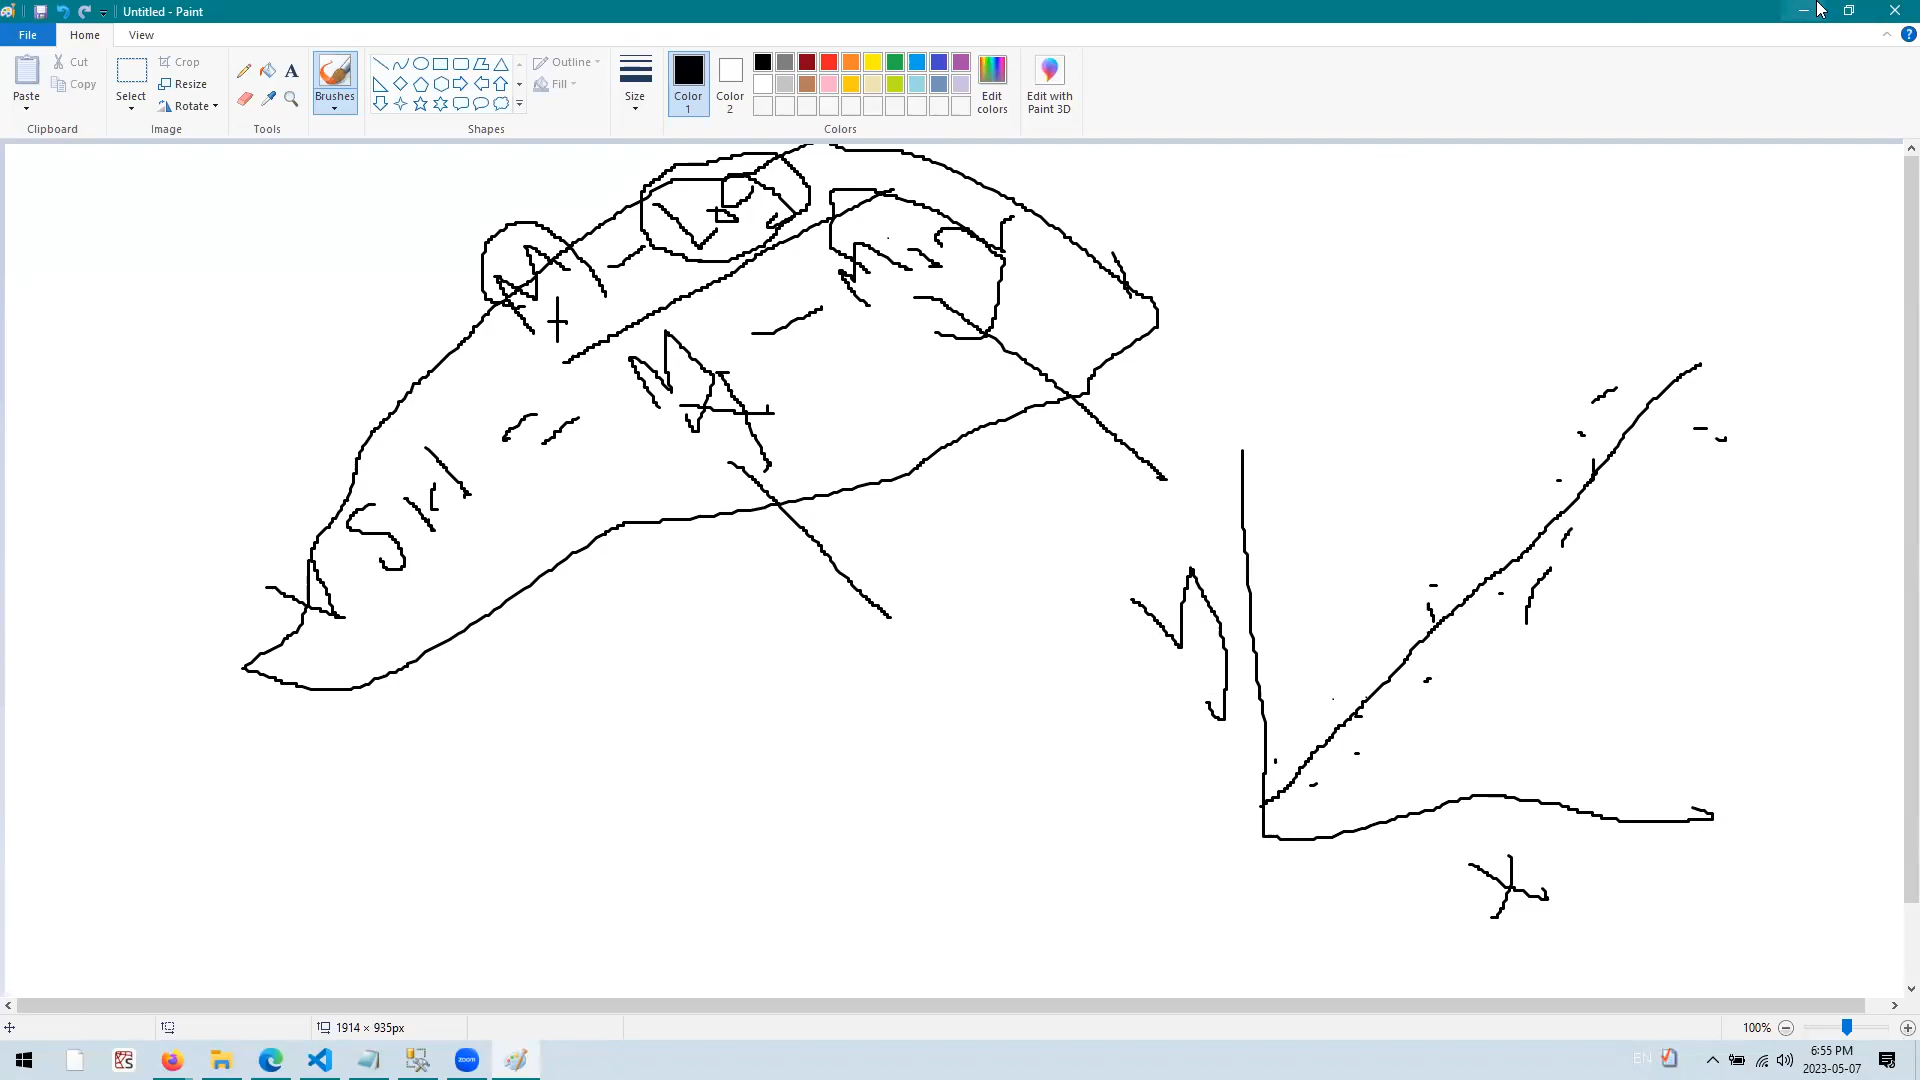 Untitled - Paint
File
Home
View
Paste
Cut
Copy
Clipboard
Select
Crop
Resize
Rotate
Image
Tools
Brushes
Shapes
Outline
Fill
Size
Color 1
Color 2
Colors
Edit colors
Edit with Paint 3D
1914 × 935px
100%
zoom
EN
6:55 PM
2023-05-07